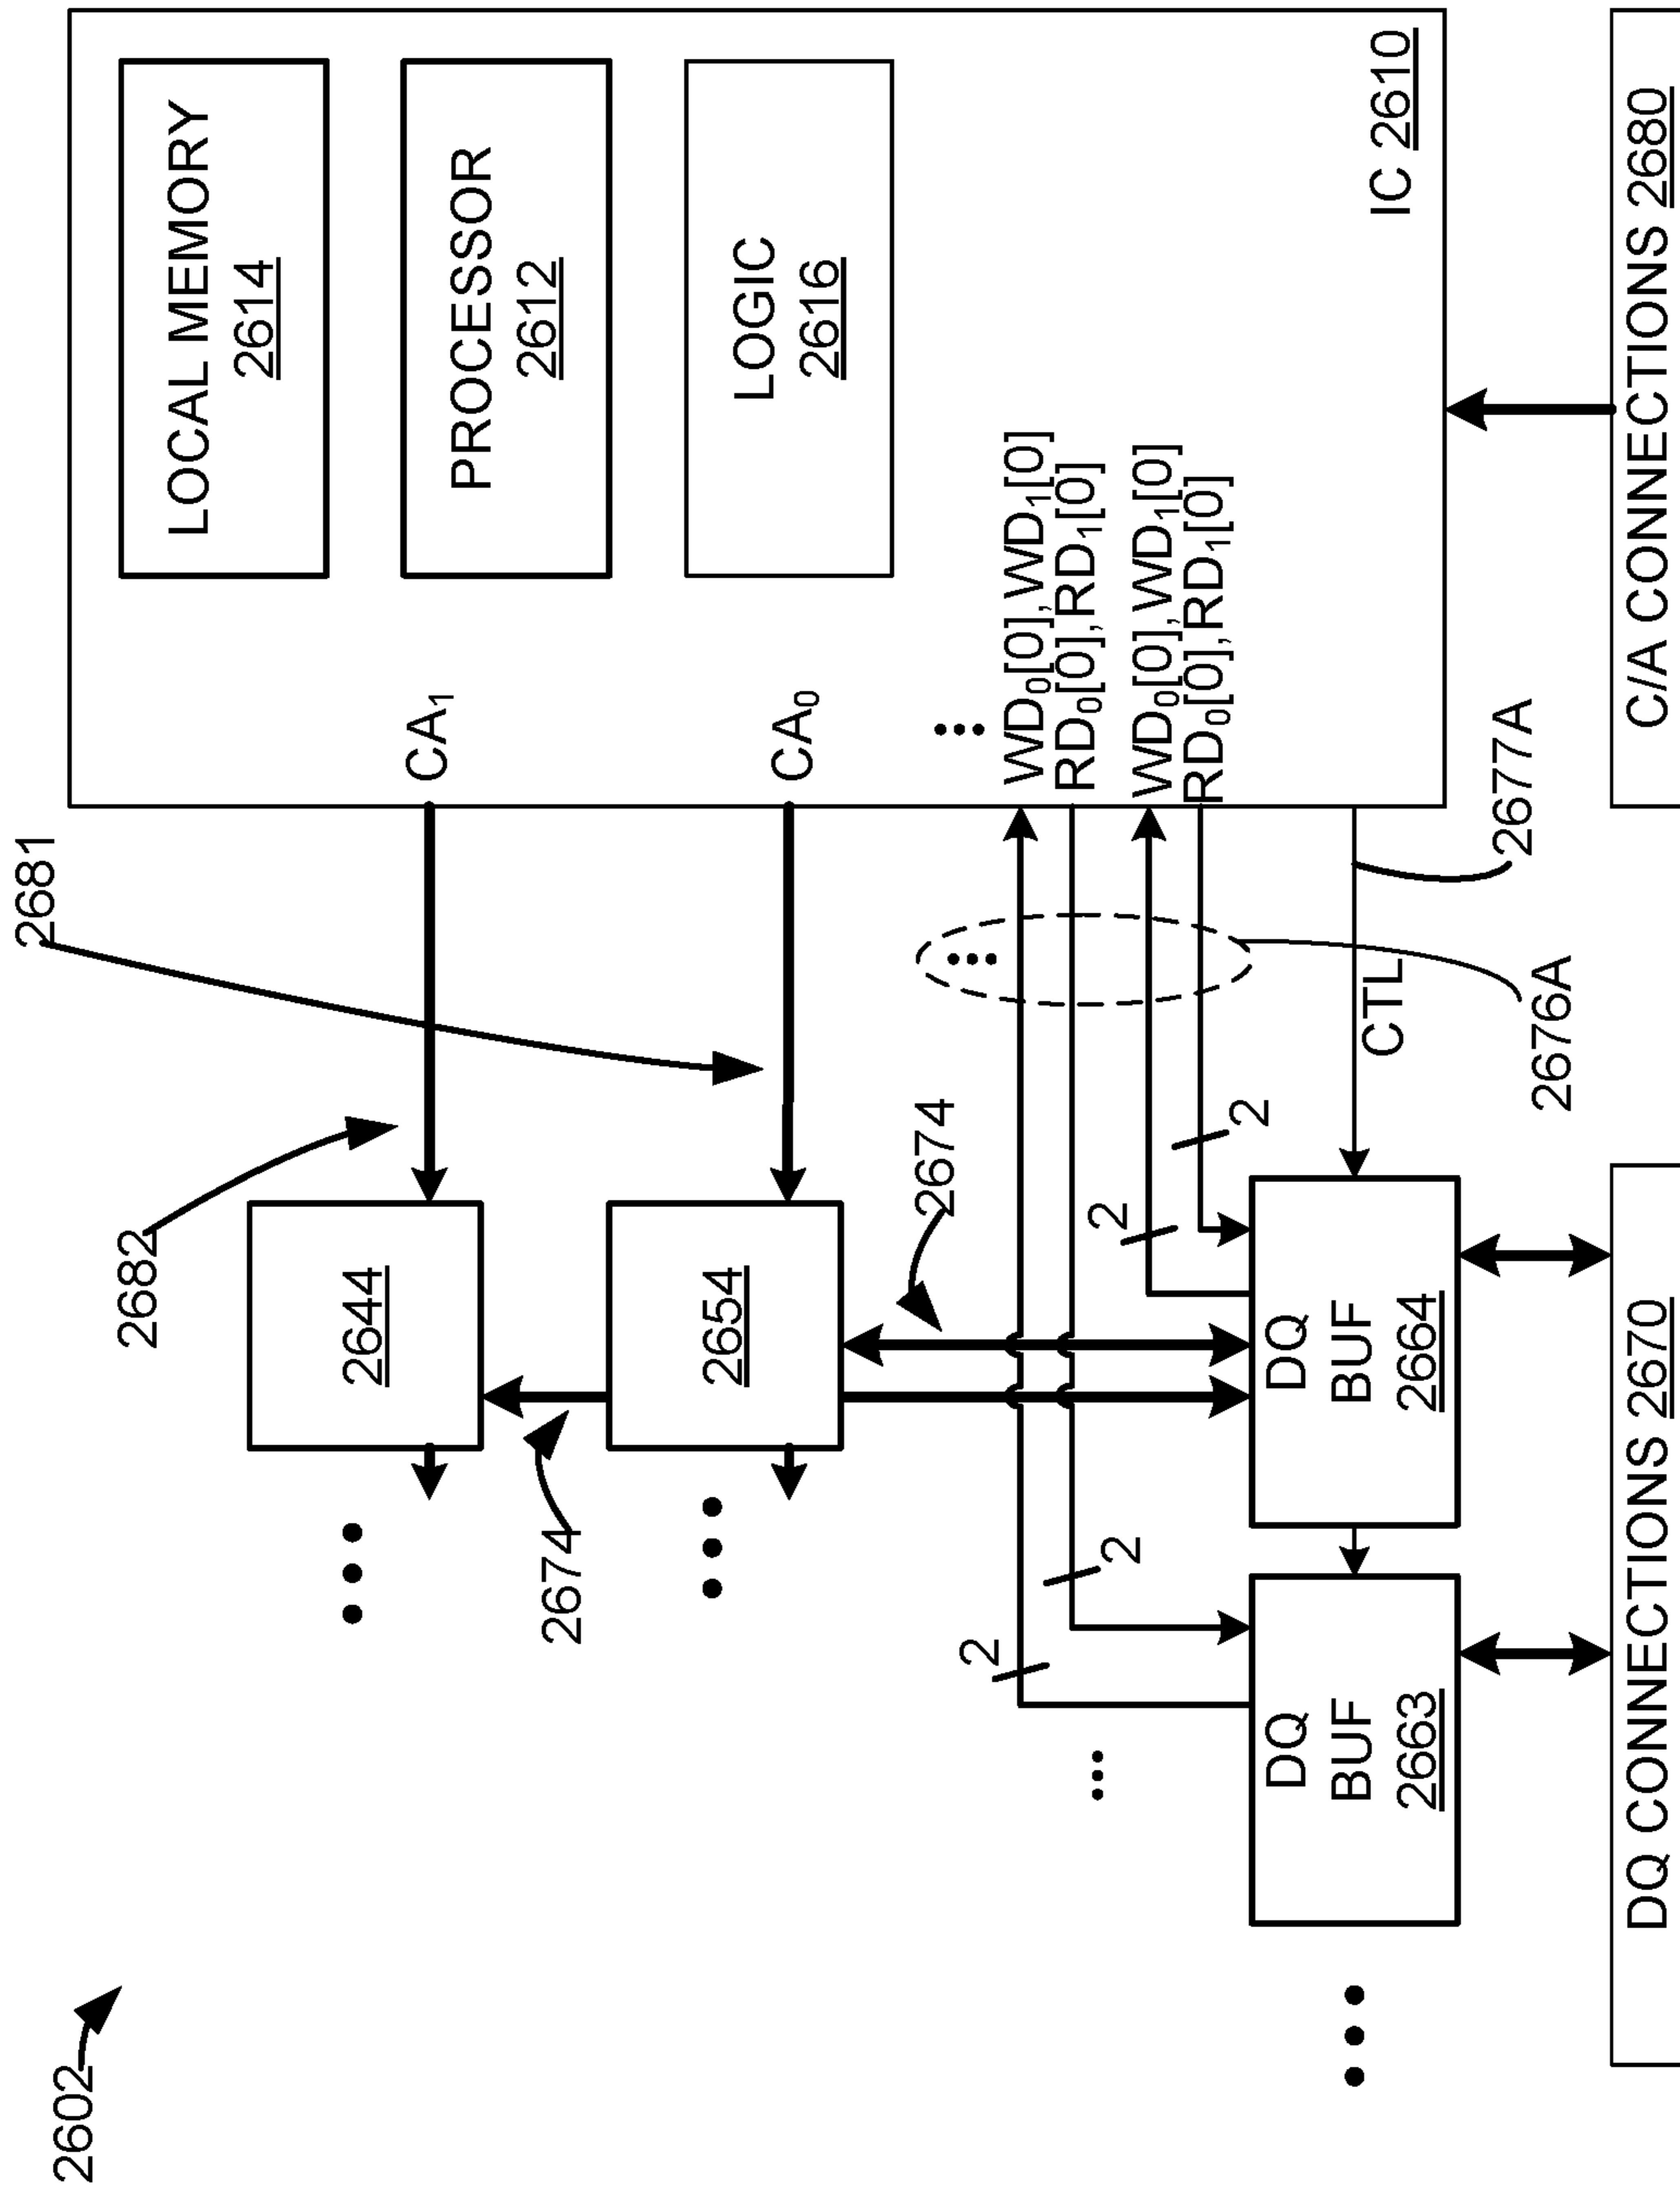 2602
2681
2682
LOCAL MEMORY
2614
2644
CA₁
PROCESSOR
2612
2674
2654
CA₀
LOGIC
2616
2674
2
WD₀[0],WD₁[0]
RD₀[0],RD₁[0]
2
2
WD₀[0],WD₁[0]
RD₀[0],RD₁[0]
2
DQ
BUF
2663
DQ
BUF
2664
CTL
IC 2610
2677A
2676A
DQ CONNECTIONS 2670
C/A CONNECTIONS 2680